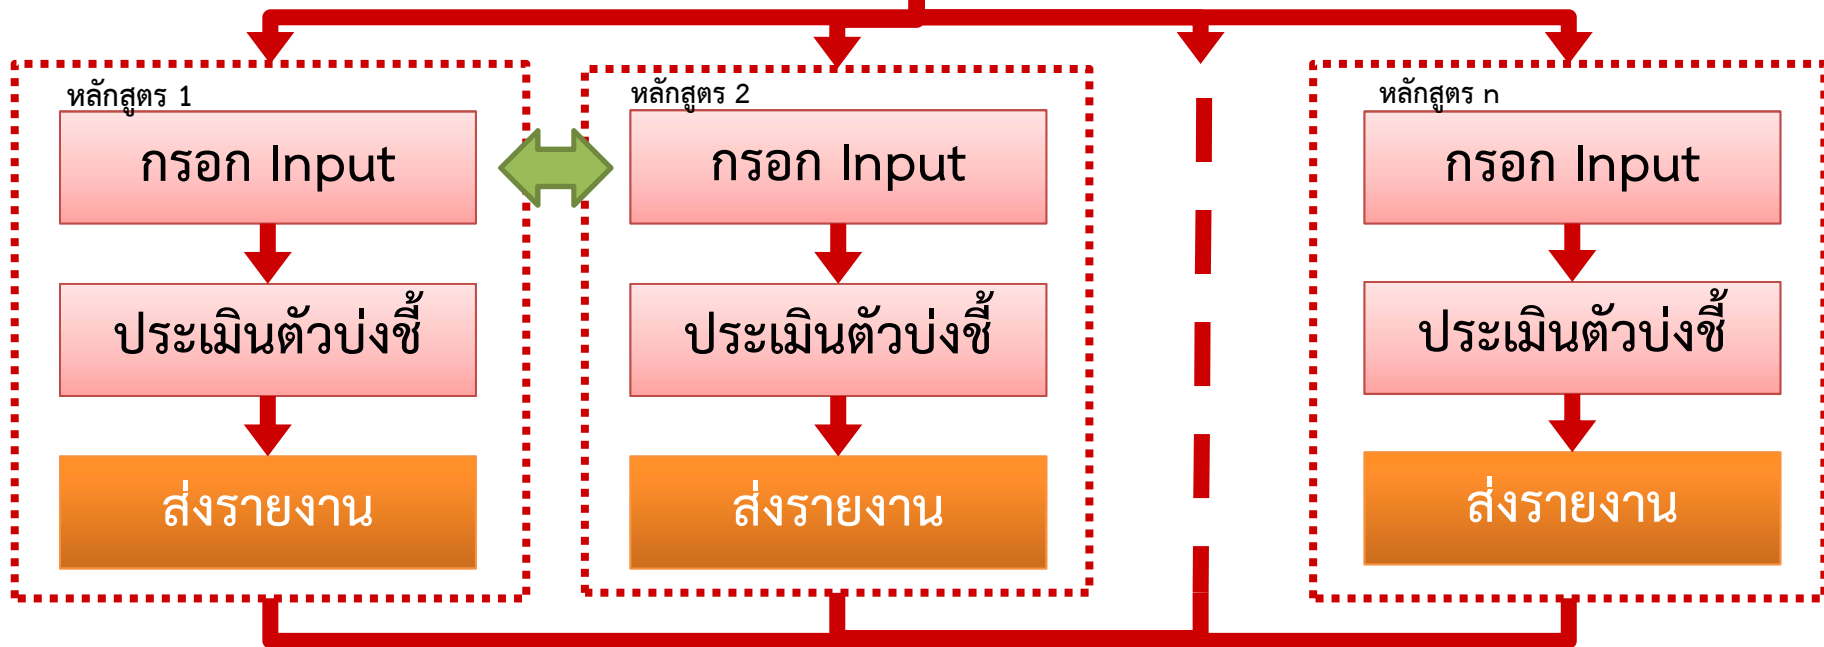 หลักสูตร 1
กรอก Input
ประเมินตัวบ่งชี้
ส่งรายงาน
หลักสูตร 2
กรอก Input
ประเมินตัวบ่งชี้
ส่งรายงาน
หลักสูตร n
กรอก Input
ประเมินตัวบ่งชี้
ส่งรายงาน